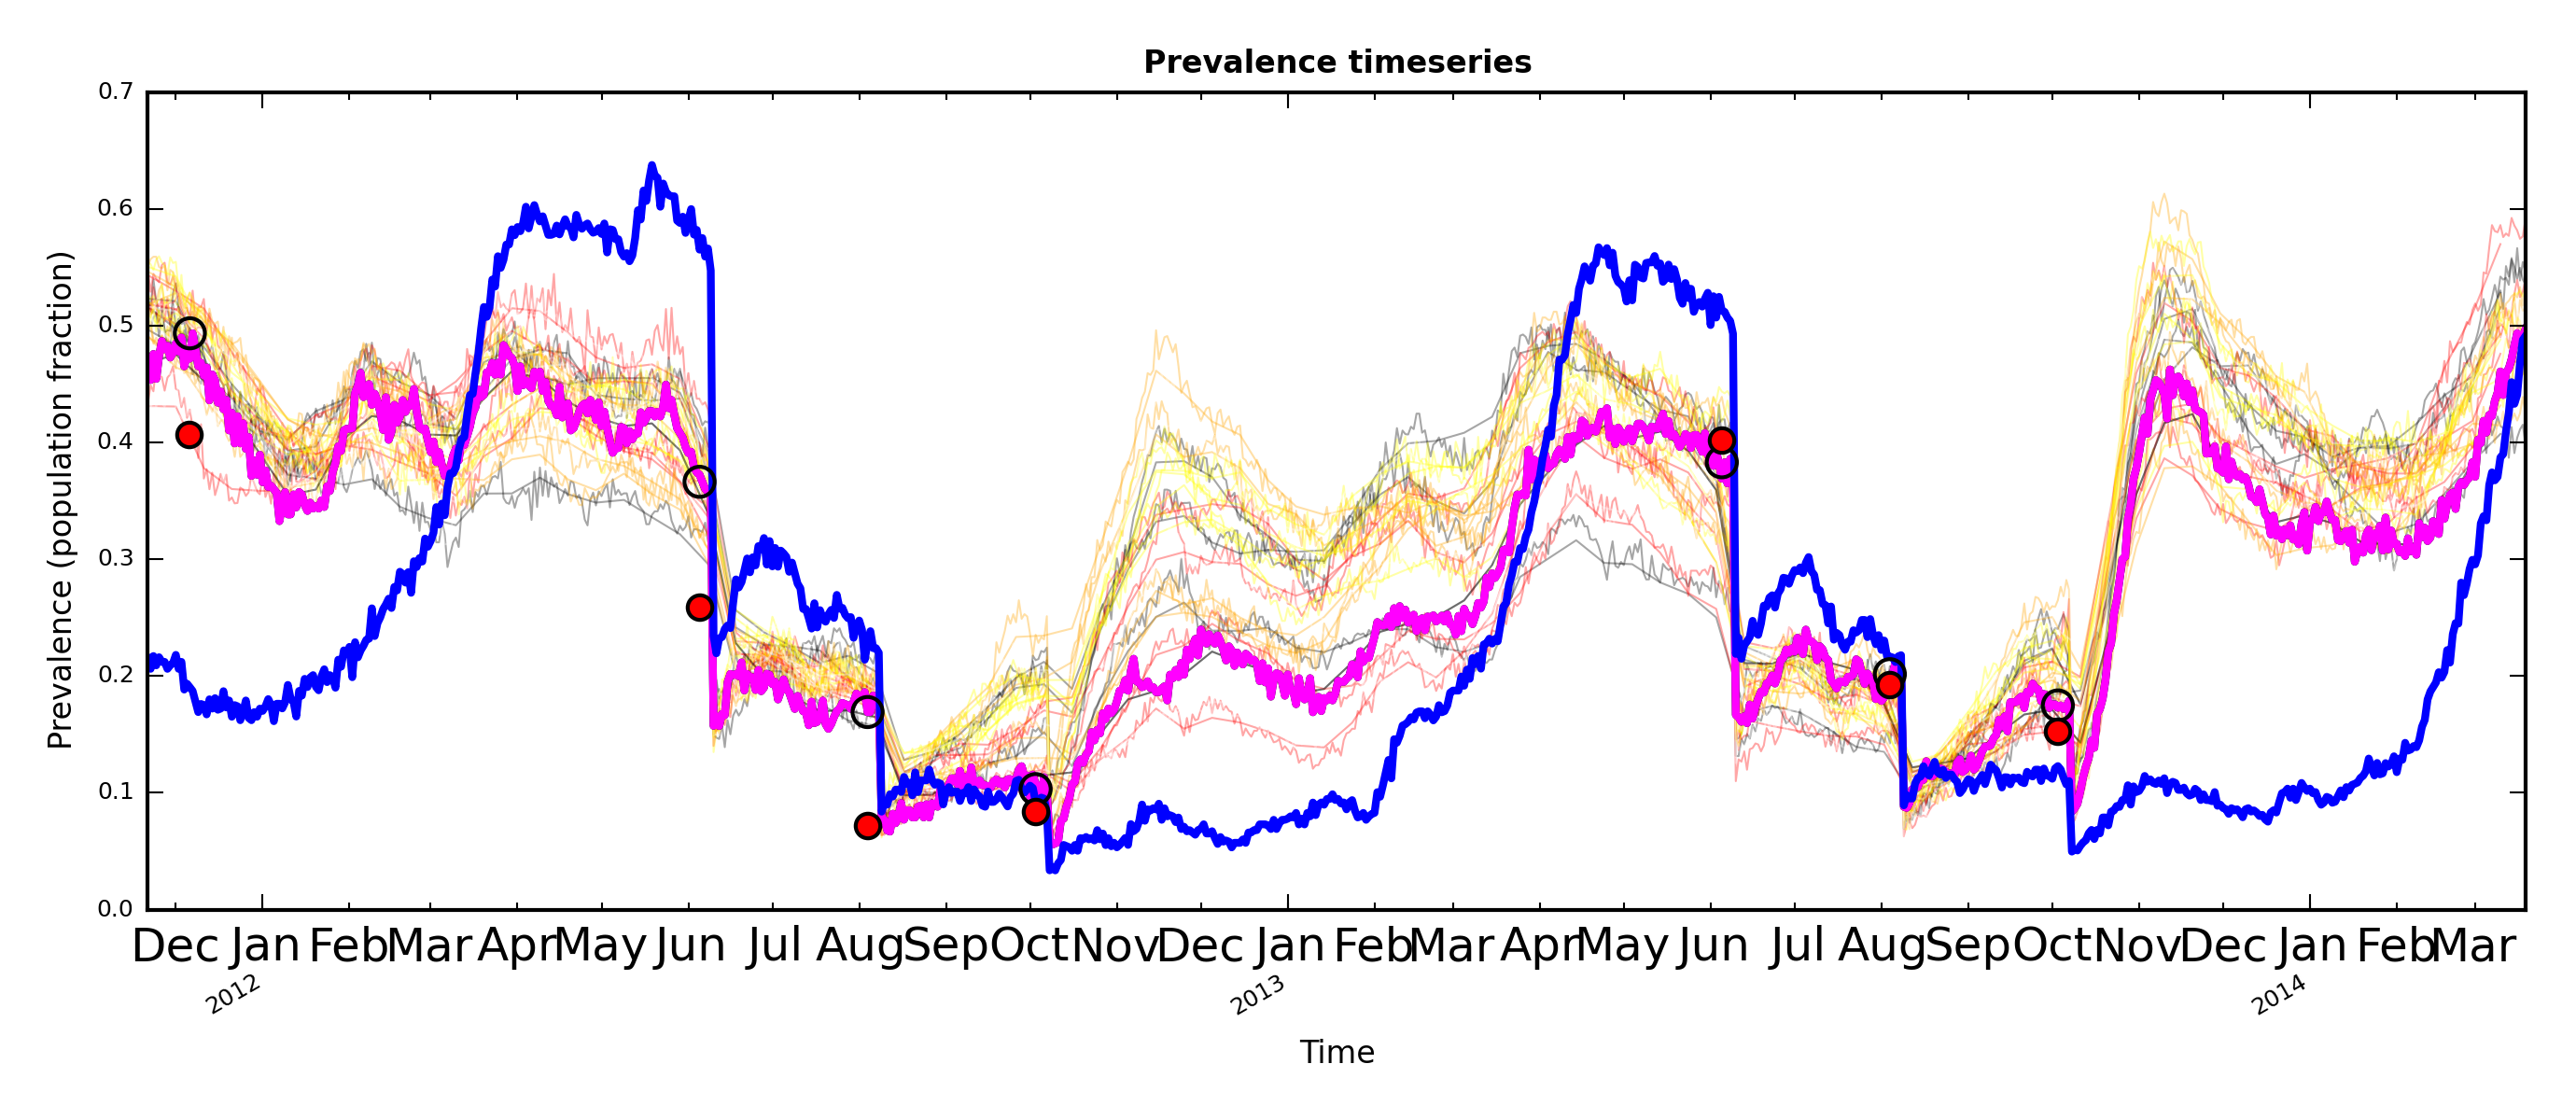 Prevalence timeseries
Prevalence (population fraction)
0.7
0.6
0.5
0.4
0.3
0.2
0.1
0.0
Dec Jan Feb Mar Apr May Jun Jul Aug Sep Oct Nov Dec Jan Feb Mar Apr May Jun Jul Aug Sep Oct Nov Dec Jan Feb Mar
2012 2013 2014
Time